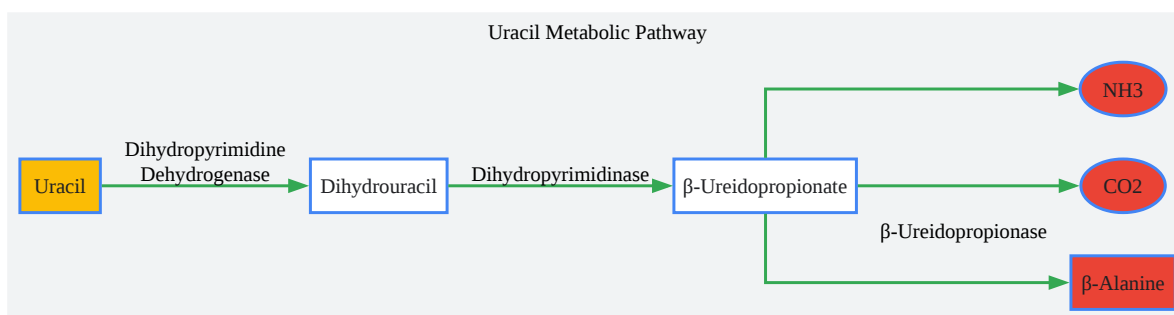 Uracil Metabolic Pathway
NH3
Dihydropyrimidine
Dehydrogenase
Uracil
Dihydrouracil
Dihydropyrimidinase
β-Ureidopropionate
CO2
β-Ureidopropionase
β-Alanine